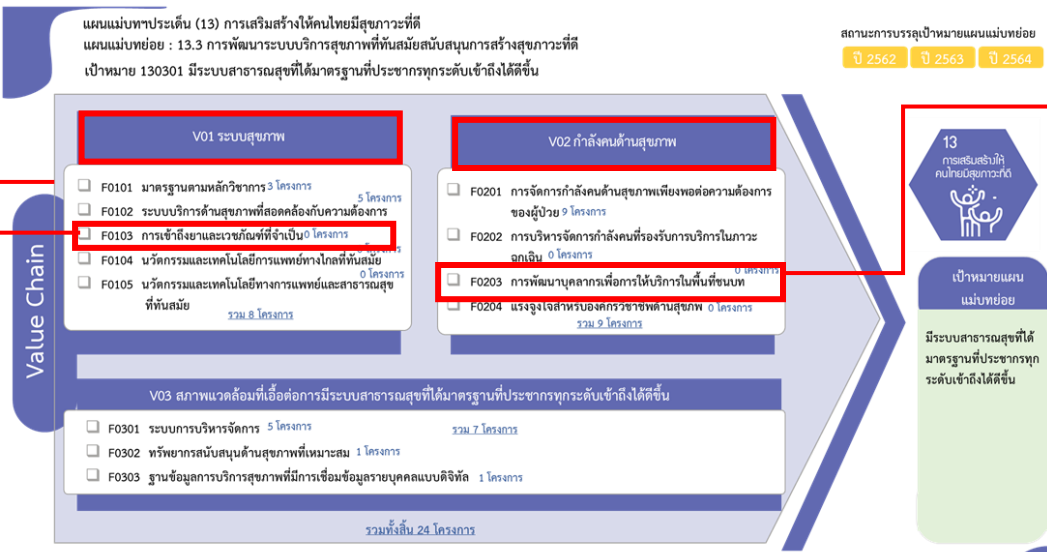 แผนแม่บทฯประเด็น (13) การเสริมสร้างให้คนไทยมีสุขภาวะที่ดี
แผนแม่บทย่อย : 13.3 การพัฒนาระบบบริการสุขภาพที่ทันสมัยสนับสนุนการสร้างสุขภาวะที่ดี
เป้าหมาย 130301 มีระบบสาธารณสุขที่ได้มาตรฐานที่ประชากรทุกระดับเข้าถึงได้ดีขึ้น
สถานะการบรรลุเป้าหมายแผนแม่บทย่อย
ปี 2562 ปี 2563 ปี 2564
Value Chain
V01 ระบบสุขภาพ
F0101 มาตรฐานตามหลักวิชาการ 3 โครงการ
5 โครงการ
F0102 ระบบบริการด้านสุขภาพที่สอดคล้องกับความต้องการ
F0103 การเข้าถึงยาและเวชภัณฑ์ที่จำเป็น 0 โครงการ
F0104 นวัตกรรมและเทคโนโลยีการแพทย์ทางไกลที่ทันสมัย
0 โครงการ
F0105 นวัตกรรมและเทคโนโลยีทางการแพทย์และสาธารณสุข
ที่ทันสมัย
รวม 8 โครงการ
V02 กำลังคนด้านสุขภาพ
F0201 การจัดการกำลังคนด้านสุขภาพเพียงพอต่อความต้องการ
ของผู้ป่วย 9 โครงการ
F0202 การบริหารจัดการกำลังคนที่รองรับการบริการในภาวะ
ฉุกเฉิน 0 โครงการ
0 โครงการ
F0203 การพัฒนาบุคลากรเพื่อการให้บริการในพื้นที่ชนบท
F0204 แรงจูงใจสำหรับองค์กรวิชาชีพด้านสุขภาพ 0 โครงการ
รวม 9 โครงการ
V03 สภาพแวดล้อมที่เอื้อต่อการมีระบบสาธารณสุขที่ได้มาตรฐานที่ประชากรทุกระดับเข้าถึงได้ดีขึ้น
F0301 ระบบการบริหารจัดการ 5 โครงการ
รวม 7 โครงการ
F0302 ทรัพยากรสนับสนุนด้านสุขภาพที่เหมาะสม 1 โครงการ
F0303 ฐานข้อมูลการบริการสุขภาพที่มีการเชื่อมข้อมูลรายบุคคลแบบดิจิทัล 1 โครงการ
รวมทั้งสิ้น 24 โครงการ
13
การเสริมสร้างให้
คนไทยมีสุขภาวะที่ดี
เป้าหมายแผน
แม่บทย่อย
มีระบบสาธารณสุขที่ได้
มาตรฐานที่ประชากรทุก
ระดับเข้าถึงได้ดีขึ้น